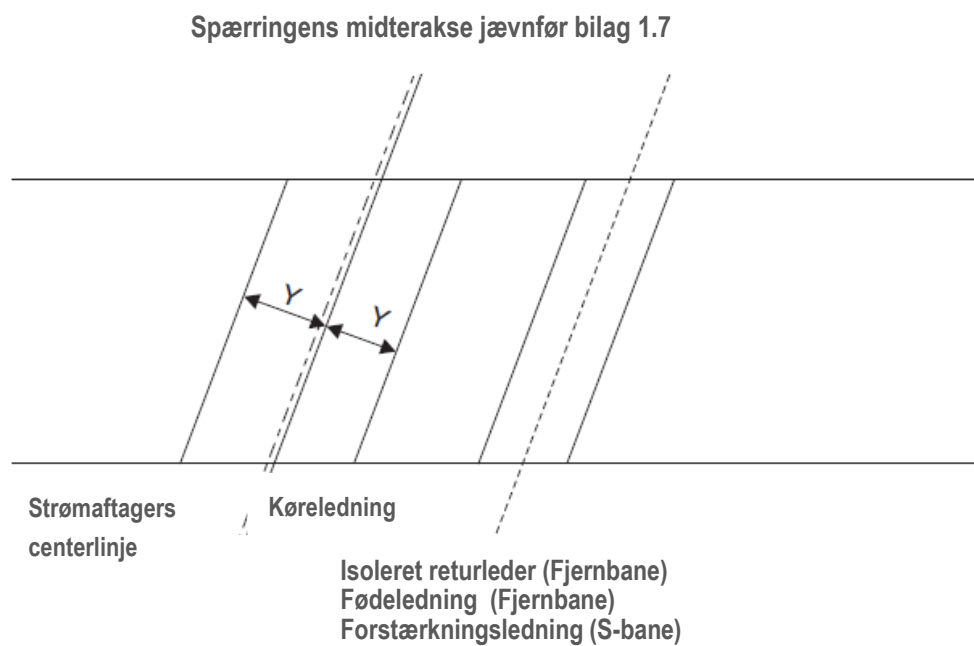 Spærringens midterakse jævnfør bilag 1.7
Y
Y
Strømaftagers
centerlinje
Køreledning
Isoleret returleder (Fjernbane)
Fødeledning (Fjernbane)
Forstærkningsledning (S-bane)